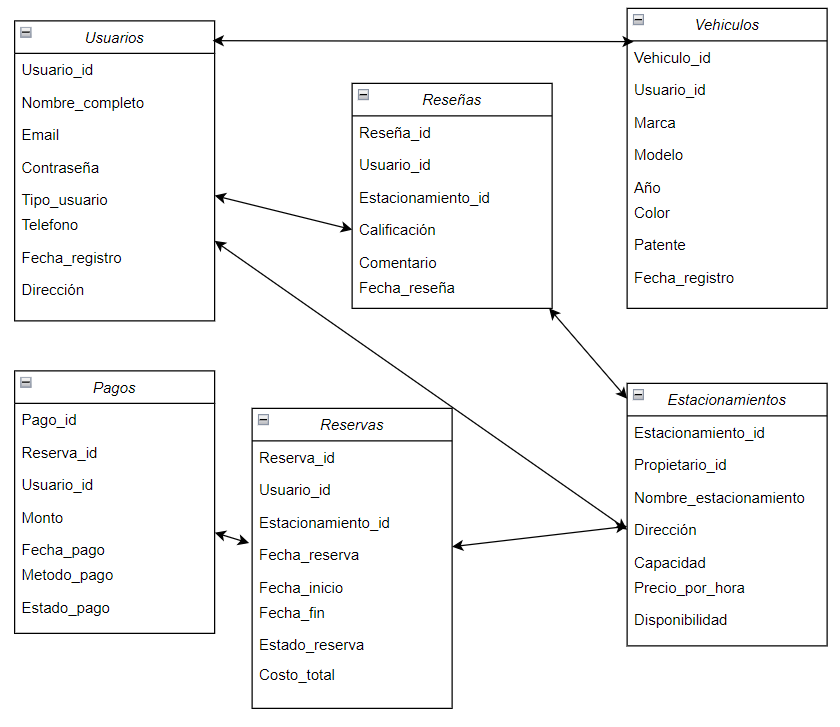 Usuarios
Usuario_id
Nombre_completo
Email
Contraseña
Tipo_usuario
Telefono
Fecha_registro
Dirección
Reseñas
Reseña_id
Usuario_id
Estacionamiento_id
Calificación
Comentario
Fecha_reseña
Vehiculos
Vehiculo_id
Usuario_id
Marca
Modelo
Año
Color
Patente
Fecha_registro
Pagos
Pago_id
Reserva_id
Usuario_id
Monto
Fecha_pago
Metodo_pago
Estado_pago
Reservas
Reserva_id
Usuario_id
Estacionamiento_id
Fecha_reserva
Fecha_inicio
Fecha_fin
Estado_reserva
Costo_total
Estacionamientos
Estacionamiento_id
Propietario_id
Nombre_estacionamiento
Dirección
Capacidad
Precio_por_hora
Disponibilidad